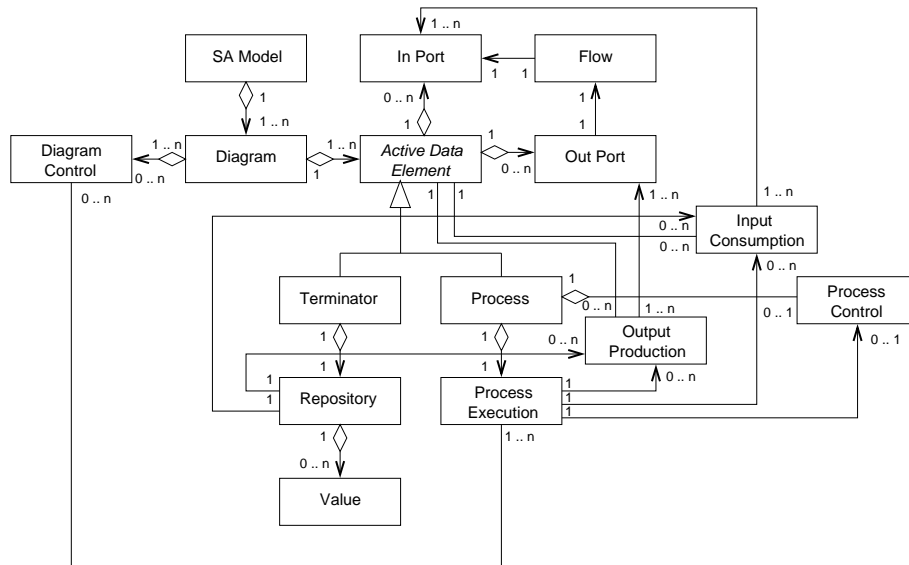 1 .. n
SA Model
In Port
Flow
1
1
1
0 .. n
1
1
1 .. n
1
1
1 .. n
1 .. n
1
Diagram
Control
Diagram
Active Data
Element
Out Port
0 .. n
1
0 .. n
0 .. n
1
1
1 .. n
1 .. n
Input
Consumption
0 .. n
0 .. n
0 .. n
Terminator
Process
1
Process
Control
0 .. n
1 .. n
0 .. 1
1
1
0 .. n
Output
Production
0 .. 1
1
1
1
1
Repository
Process
Execution
1
1
1
0 .. n
1
1 .. n
0 .. n
Value